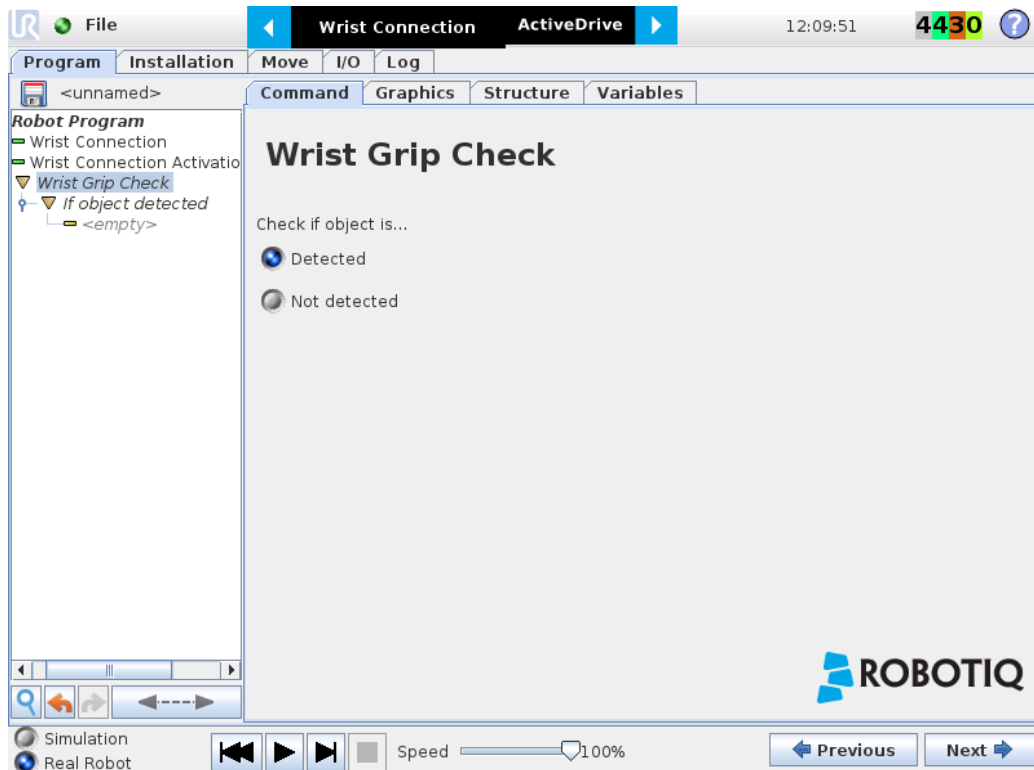 UR File Wrist Connection ActiveDrive 12:09:51 4430 ?
Program Installation Move I/O Log
<unnamed> Command Graphics Structure Variables
Robot Program
Wrist Connection
Wrist Connection Activatio
Wrist Grip Check
If object detected
<empty>
Wrist Grip Check
Check if object is...
Detected
Not detected
ROBOTIQ
Simulation
Real Robot
Speed 100% Previous Next